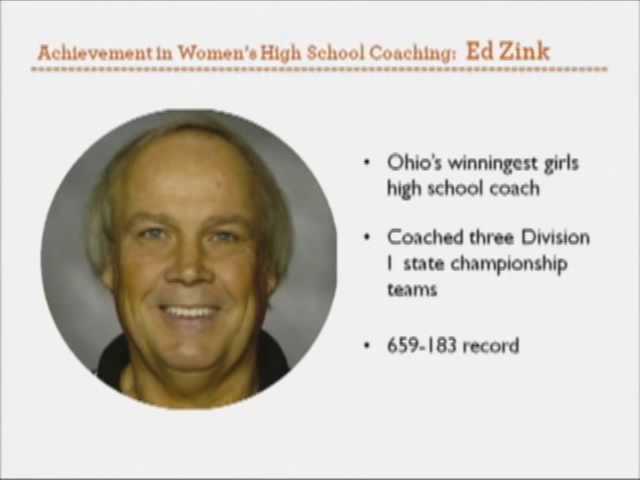 Achievement in Women's High School Coaching: Ed Zink
• Ohio's winningest girls
high school coach
• Coached three Division
1 state championship
teams
• 659-183 record